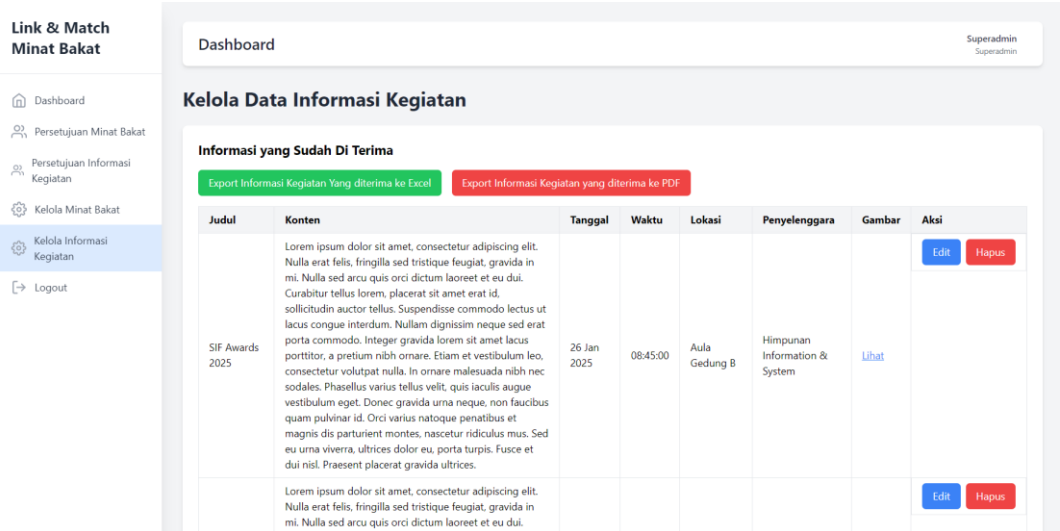 Link & Match
Minat Bakat
Dashboard
Persetujuan Minat Bakat
Persetujuan Informasi
Kegiatan
Kelola Minat Bakat
Kelola Informasi
Kegiatan
Logout
Dashboard
Superadmin
Superadmin
Kelola Data Informasi Kegiatan
Informasi yang Sudah Di Terima
Export Informasi Kegiatan Yang diterima ke Excel
Export Informasi Kegiatan yang diterima ke PDF
Judul
Konten
Tanggal
Waktu
Lokasi
Penyelenggara
Gambar
Aksi
SIF Awards
2025
Lorem ipsum dolor sit amet, consectetur adipiscing elit.
Nulla erat felis, fringilla sed tristique feugiat, gravida in
mi. Nulla sed arcu quis orci dictum laoreet et eu dui.
Curabitur tellus lorem, placerat sit amet erat id,
sollicitudin auctor tellus. Suspendisse commodo lectus ut
lacus congue interdum. Nullam dignissim neque sed erat
porta commodo. Integer gravida lorem sit amet lacus
porttitor, a pretium nibh ornare. Etiam et vestibulum leo,
consectetur volutpat nulla. In ornare malesuada nibh nec
sodales. Phasellus varius tellus velit, quis iaculis augue
vestibulum eget. Donec gravida urna neque, non faucibus
quam pulvinar id. Orci varius natoque penatibus et
magnis dis parturient montes, nascetur ridiculus mus. Sed
eu urna viverra, ultrices dolor eu, porta turpis. Fusce et
dui nisl. Praesent placerat gravida ultrices.
26 Jan
2025
08:45:00
Aula
Gedung B
Himpunan
Information &
System
Lihat
Edit
Hapus
Lorem ipsum dolor sit amet, consectetur adipiscing elit.
Nulla erat felis, fringilla sed tristique feugiat, gravida in
mi. Nulla sed arcu quis orci dictum laoreet et eu dui.
Edit
Hapus